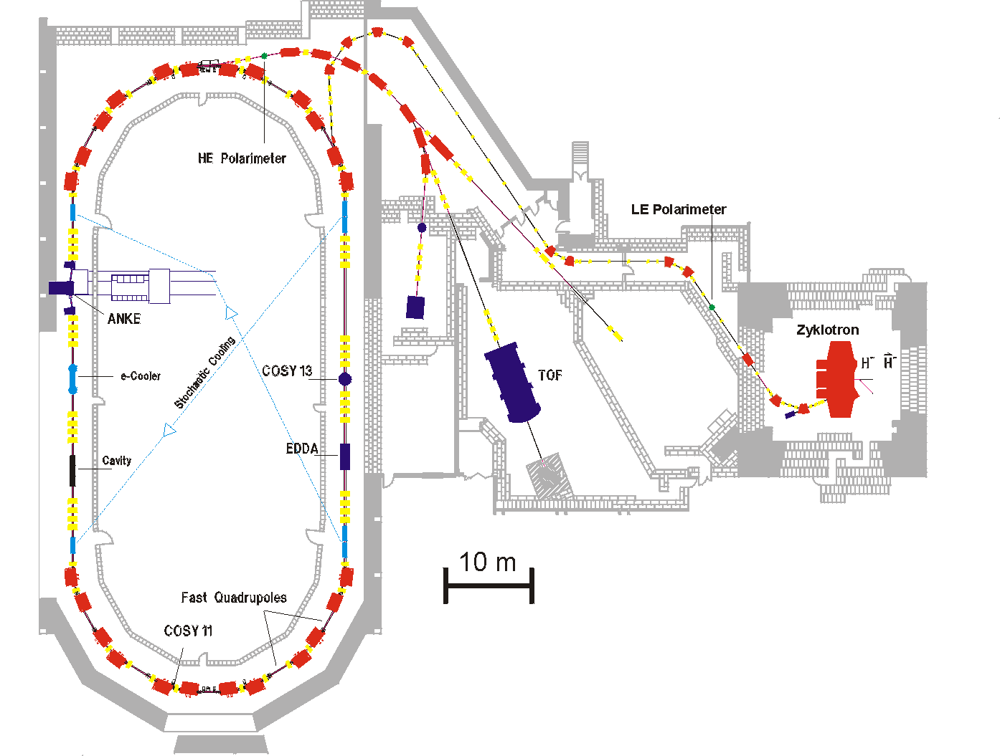 HE Polarimeter
LE Polarimeter
ANKE
Zyklotron
H⁻ H⃗⁻
e-Cooler
Stochastic Cooling
COSY 13
TOF
EDDA
Cavity
10 m
Fast Quadrupoles
COSY 11